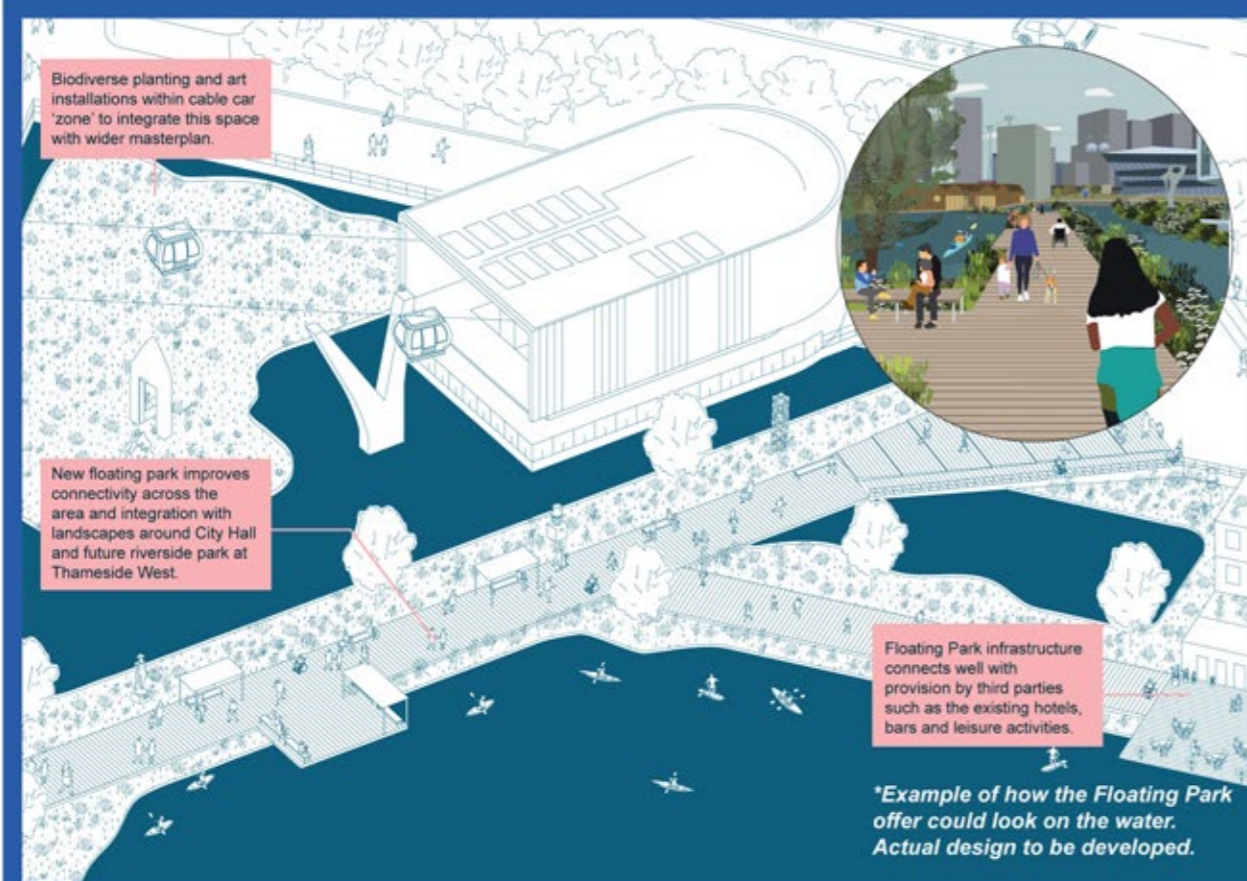 Biodiverse planting and art
installations within cable car
‘zone’ to integrate this space
with wider masterplan.
New floating park improves
connectivity across the
area and integration with
landscapes around City Hall
and future riverside park at
Thameside West.
Floating Park infrastructure
connects well with
provision by third parties
such as the existing hotels,
bars and leisure activities.
*Example of how the Floating Park
offer could look on the water.
Actual design to be developed.